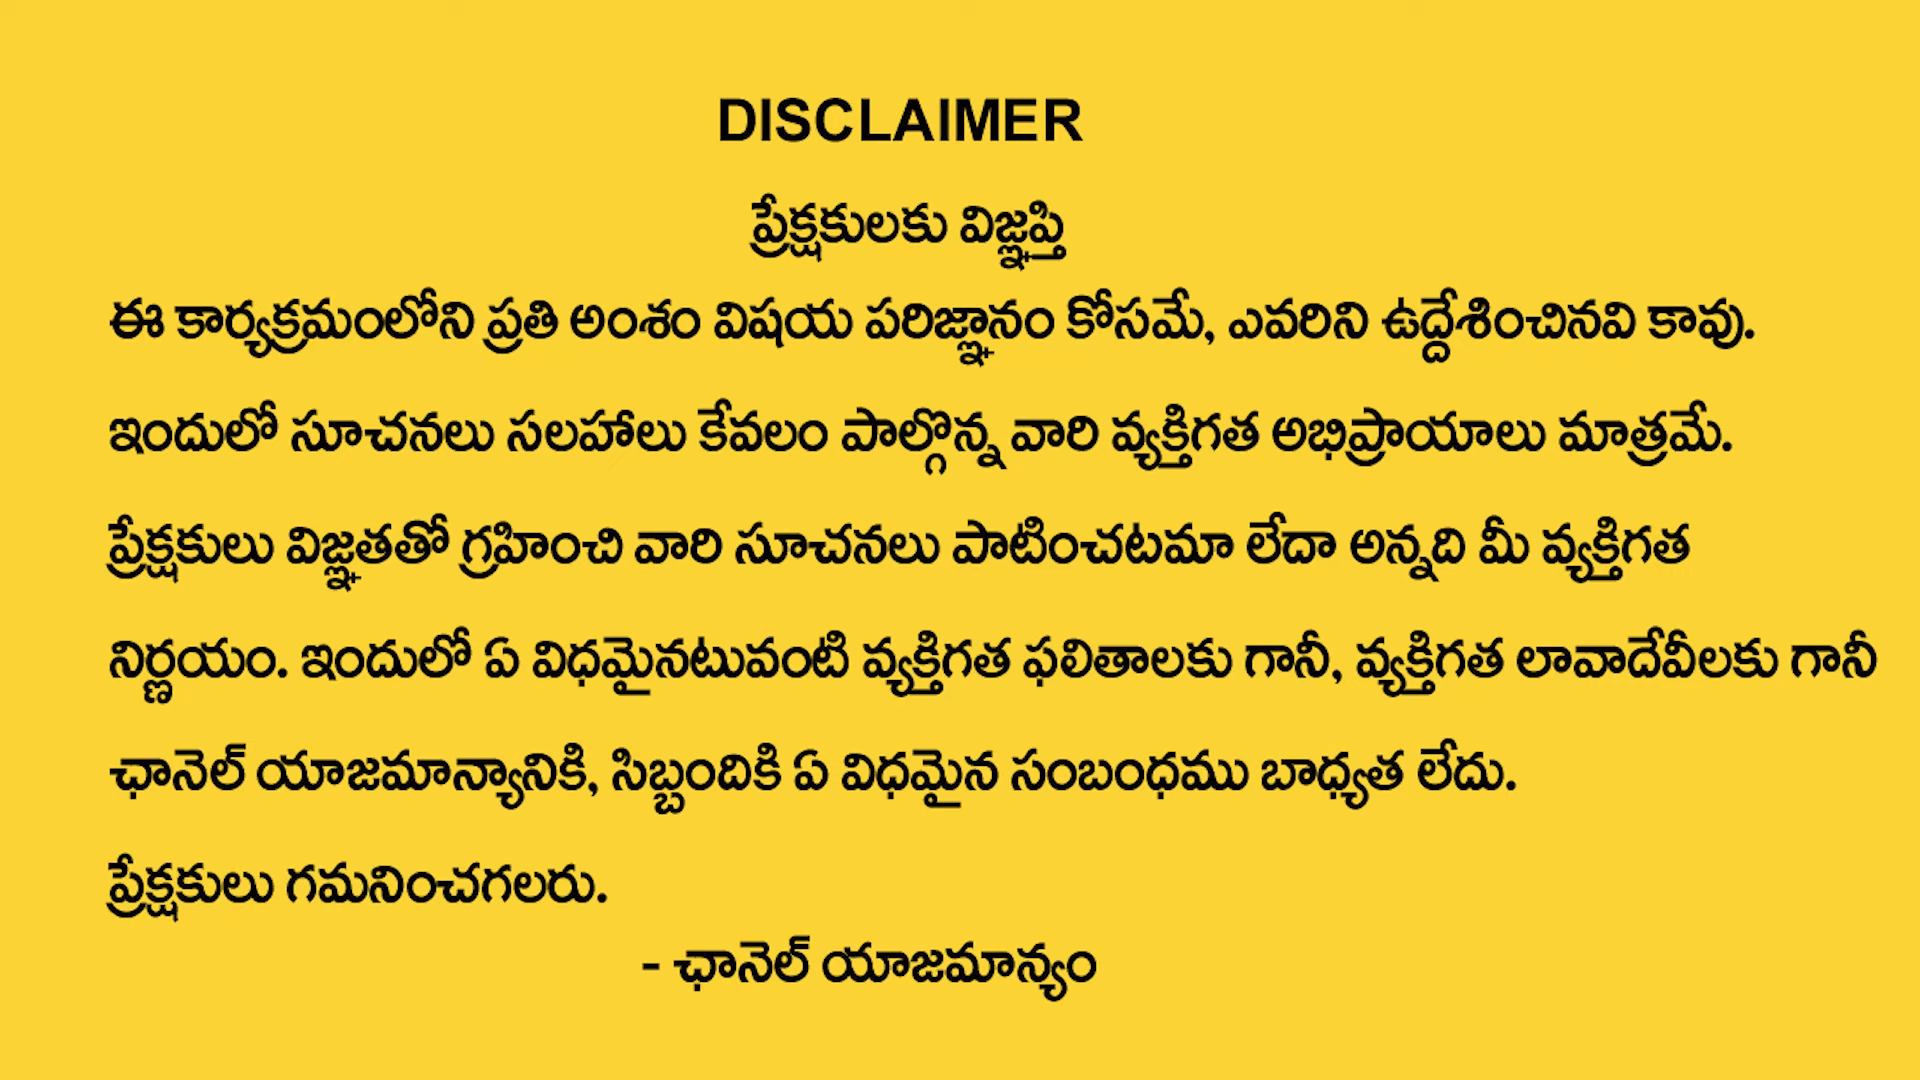 DISCLAIMER
ప్రేక్షకులకు విజ్ఞప్తి
ఈ కార్యక్రమంలోని ప్రతి అంశం విషయ పరిజ్ఞానం కోసమే, ఎవరిని ఉద్దేశించినవి కావు.
ఇందులో సూచనలు సలహాలు కేవలం పాల్గొన్న వారి వ్యక్తిగత అభిప్రాయాలు మాత్రమే.
ప్రేక్షకులు విజ్ఞతతో గ్రహించి వారి సూచనలు పాటించటమా లేదా అన్నది మీ వ్యక్తిగత
నిర్ణయం. ఇందులో ఏ విధమైనటువంటి వ్యక్తిగత ఫలితాలకు గానీ, వ్యక్తిగత లావాదేవీలకు గానీ
ఛానెల్ యాజమాన్యానికి, సిబ్బందికి ఏ విధమైన సంబంధము బాధ్యత లేదు.
ప్రేక్షకులు గమనించగలరు.
- ఛానెల్ యాజమాన్యం